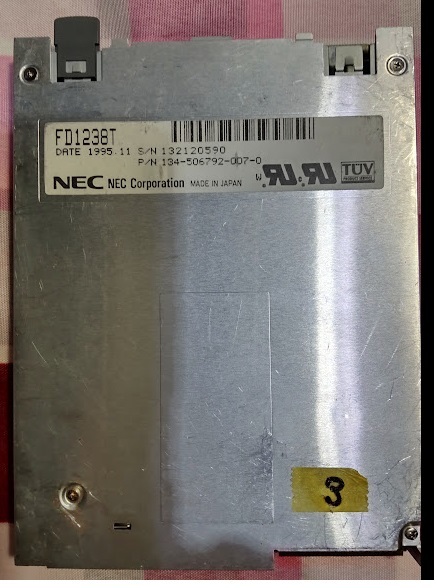 FD1238T
DATE 1995.11 S/N 132120590
P/N 134-506792-007-0
NEC NEC Corporation MADE IN JAPAN
TÜV
3